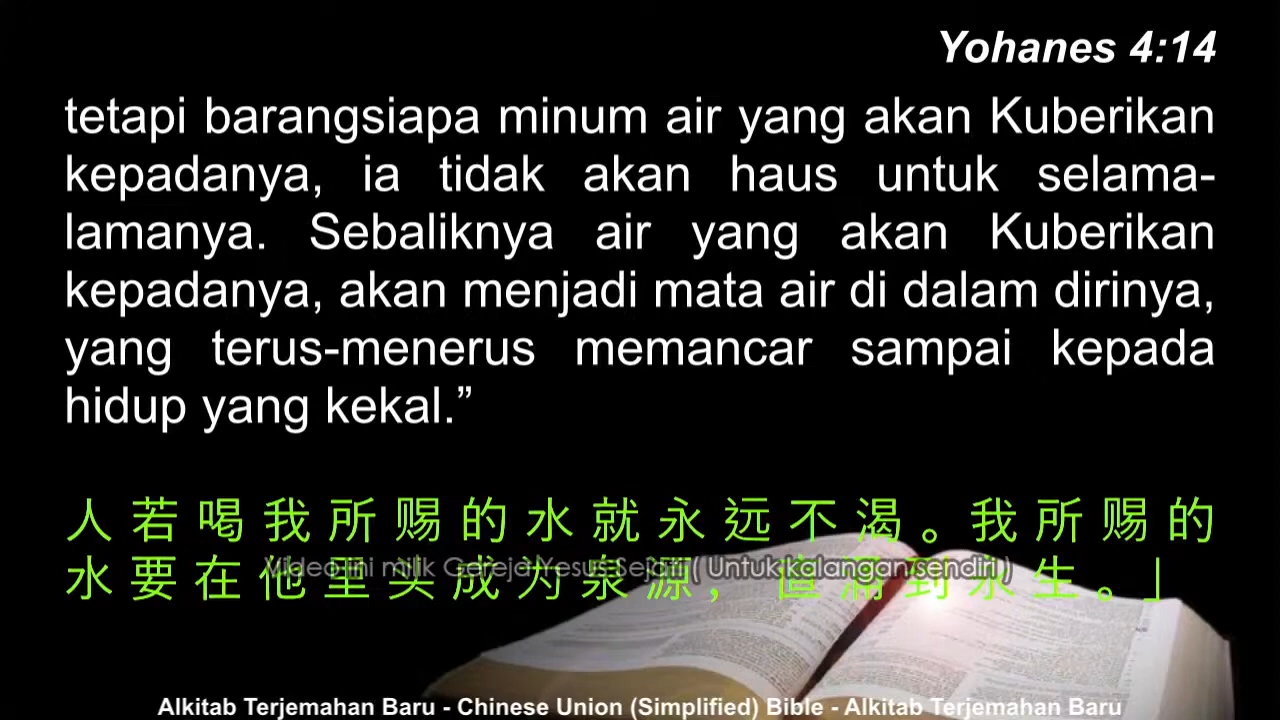 Yohanes 4:14
tetapi barangsiapa minum air yang akan Kuberikan
kepadanya, ia tidak akan haus untuk selama-
lamanya. Sebaliknya air yang akan Kuberikan
kepadanya, akan menjadi mata air di dalam dirinya,
yang terus-menerus memancar sampai kepada
hidup yang kekal.”
人若喝我所赐的水就永远不渴。我所赐的
水要在他里头成为泉源，直涌到永生。」
Video ini milik Gereja Yesus Sejati ( Untuk kalangan sendiri )
Alkitab Terjemahan Baru - Chinese Union (Simplified) Bible - Alkitab Terjemahan Baru